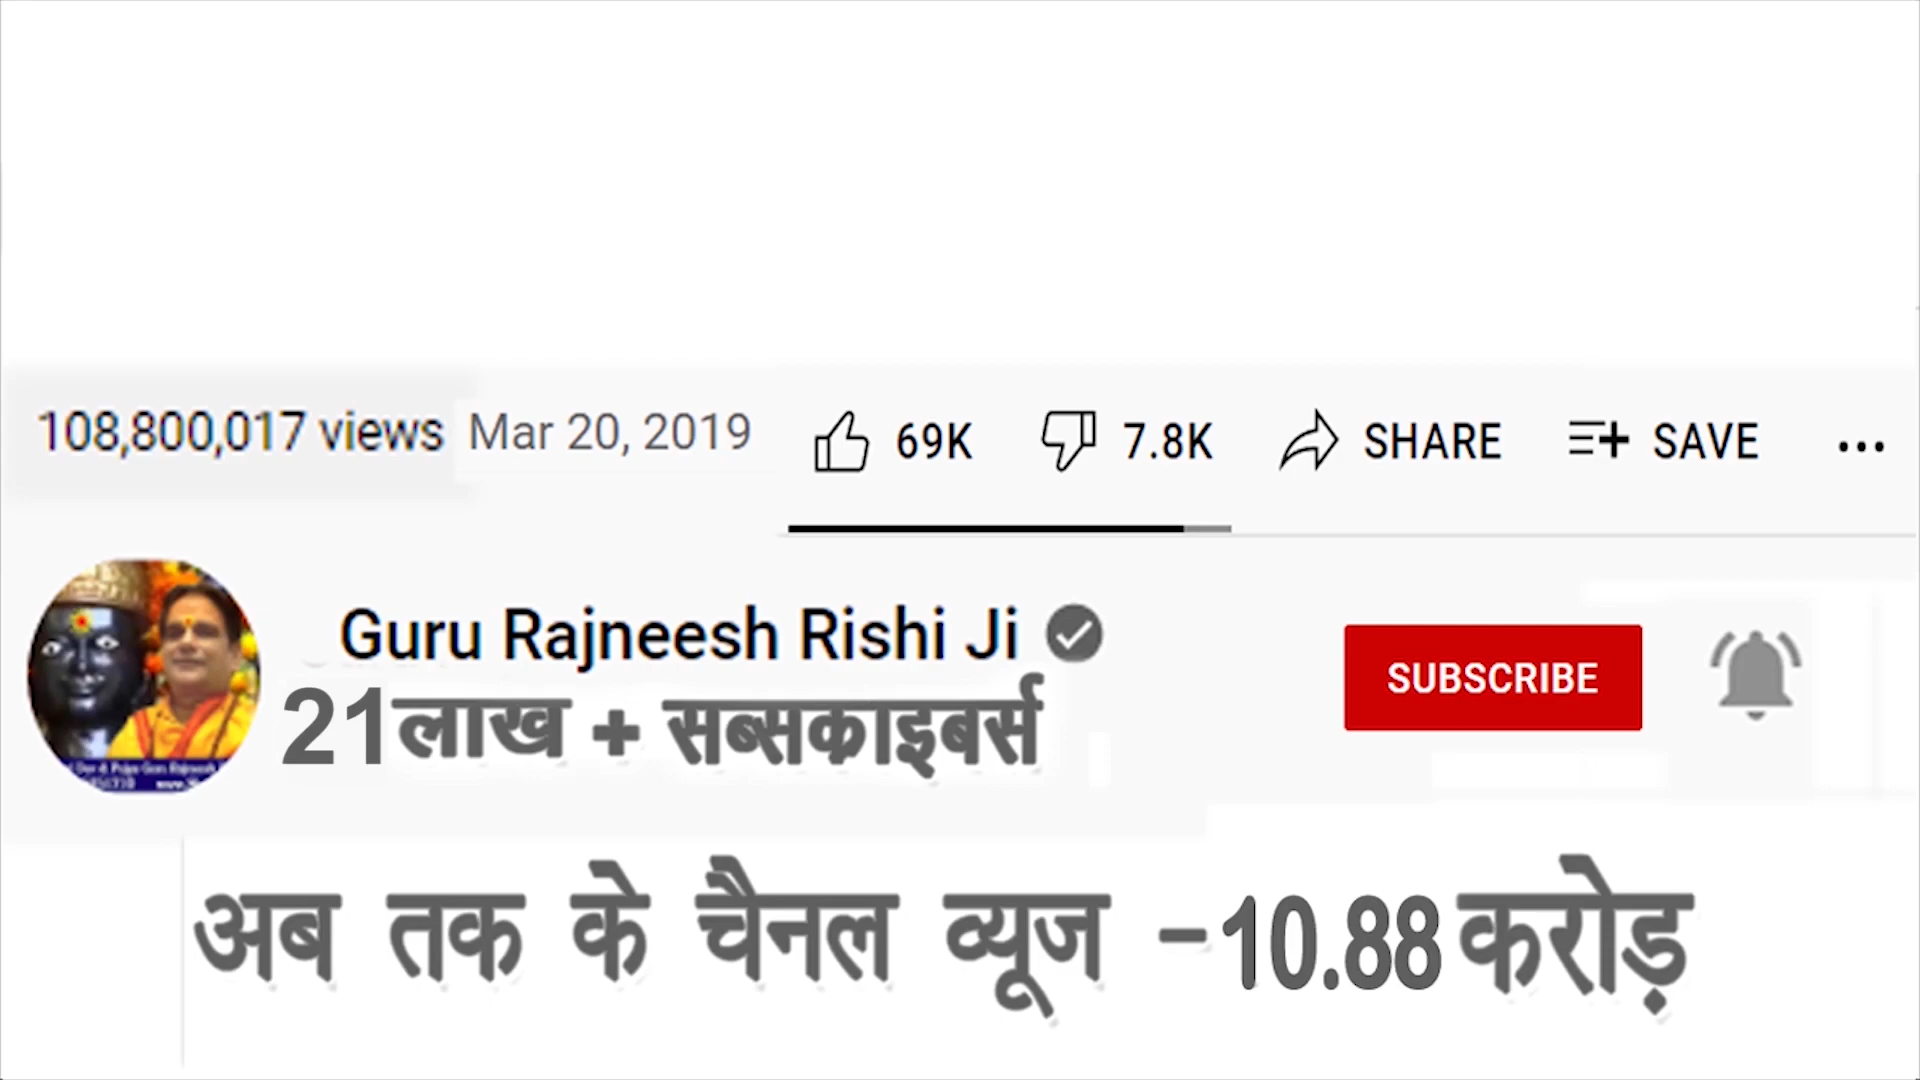 108,800,017 views Mar 20, 2019 69K 7.8K SHARE SAVE
Guru Rajneesh Rishi Ji
21लाख + सब्सकाइबर्स
SUBSCRIBE
अब तक के चैनल व्यूज -10.88 करोड़